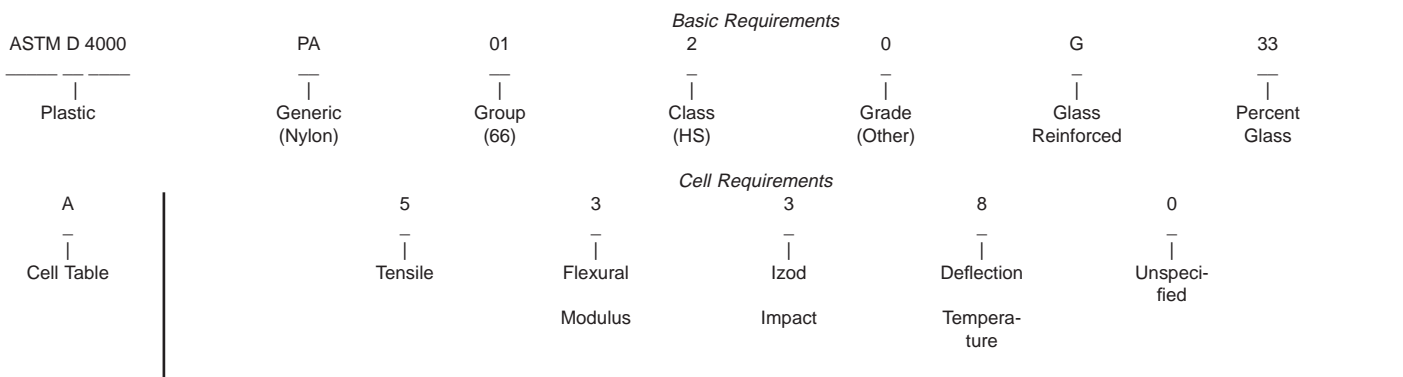 Basic Requirements
ASTM D 4000 PA 01 2 0 G 33
Plastic Generic Group Class Grade Glass Percent
(Nylon) (66) (HS) (Other) Reinforced Glass
Cell Requirements
A 5 3 3 8 0
Cell Table Tensile Flexural Izod Deflection Unspeci-
fied
Modulus Impact Tempera-
ture